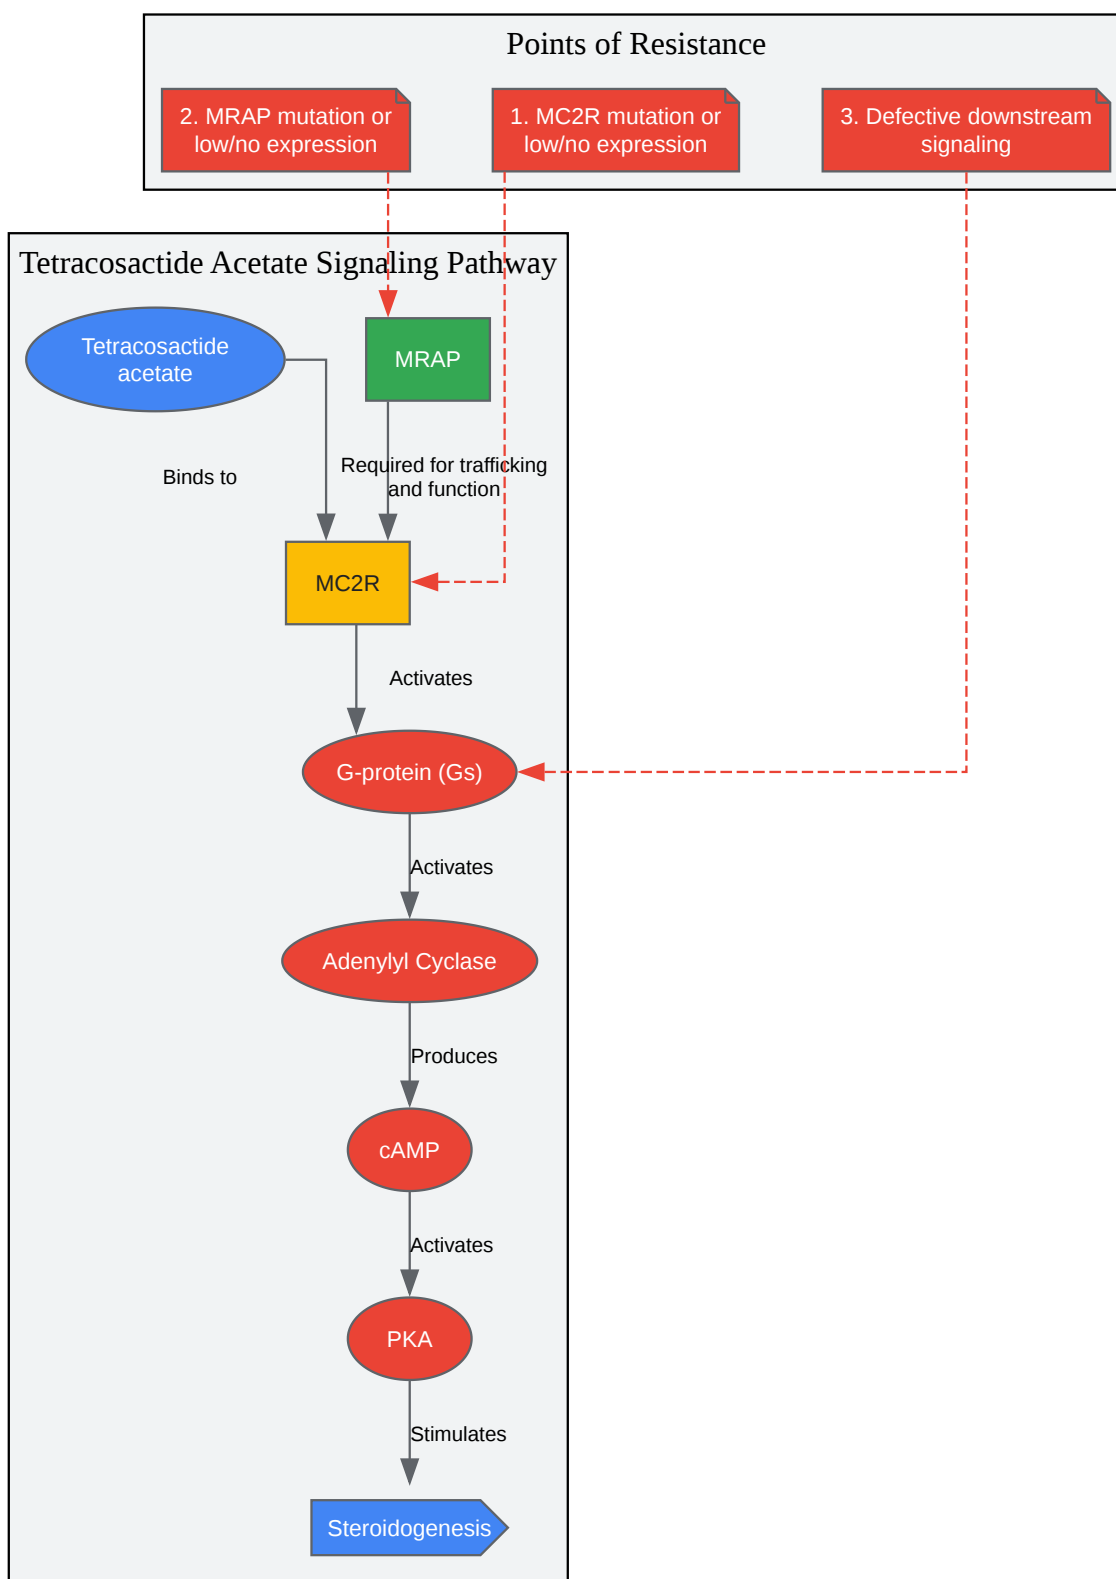 Points of Resistance
2. MRAP mutation or
low/no expression
1. MC2R mutation or
low/no expression
3. Defective downstream
signaling
Tetracosactide Acetate Signaling Pathway
Tetracosactide
acetate
MRAP
Binds to
Required for trafficking
and function
MC2R
Activates
G-protein (Gs)
Activates
Adenylyl Cyclase
Produces
cAMP
Activates
PKA
Stimulates
Steroidogenesis